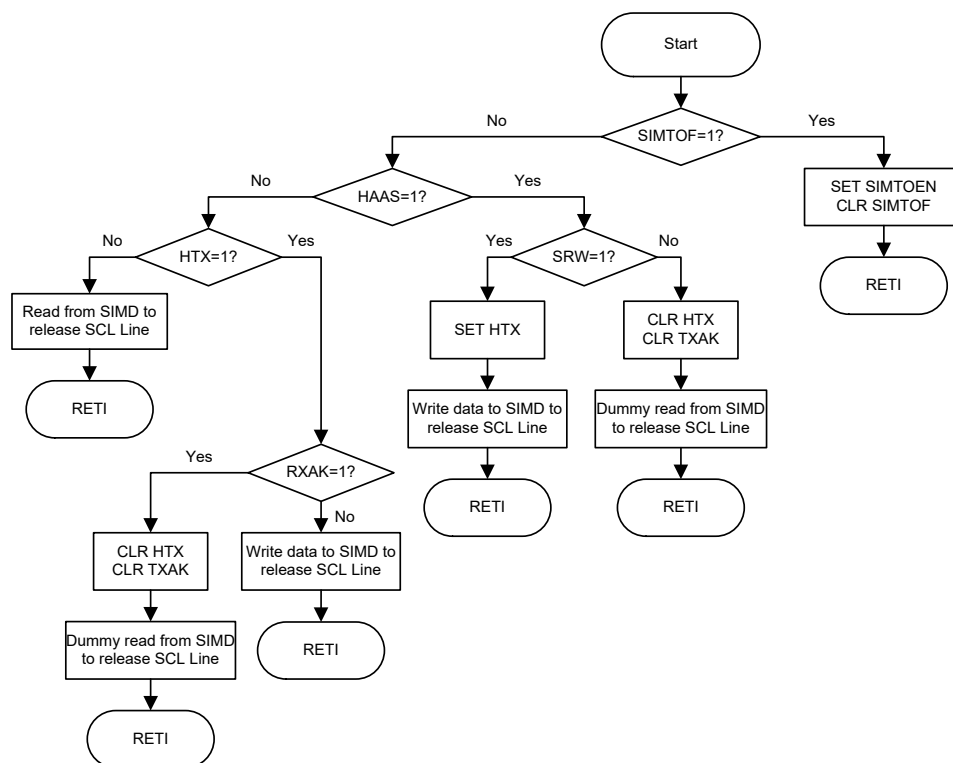 Start
No
SIMTOF=1?
Yes
No
HAAS=1?
Yes
SET SIMTOEN
CLR SIMTOF
No
HTX=1?
Yes
Yes
SRW=1?
No
RETI
Read from SIMD to
release SCL Line
SET HTX
CLR HTX
CLR TXAK
RETI
Write data to SIMD to
release SCL Line
Dummy read from SIMD
to release SCL Line
Yes
RXAK=1?
RETI
RETI
No
CLR HTX
CLR TXAK
Write data to SIMD to
release SCL Line
Dummy read from SIMD
to release SCL Line
RETI
RETI